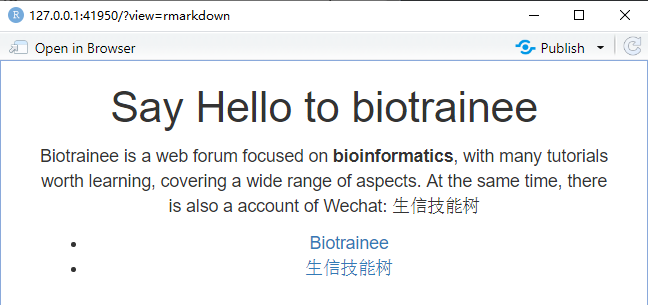 127.0.0.1:41950/?view=rmarkdown
Open in Browser
Publish
Say Hello to biotrainee
Biotrainee is a web forum focused on bioinformatics, with many tutorials
worth learning, covering a wide range of aspects. At the same time, there
is also a account of Wechat: 生信技能树
Biotrainee
生信技能树